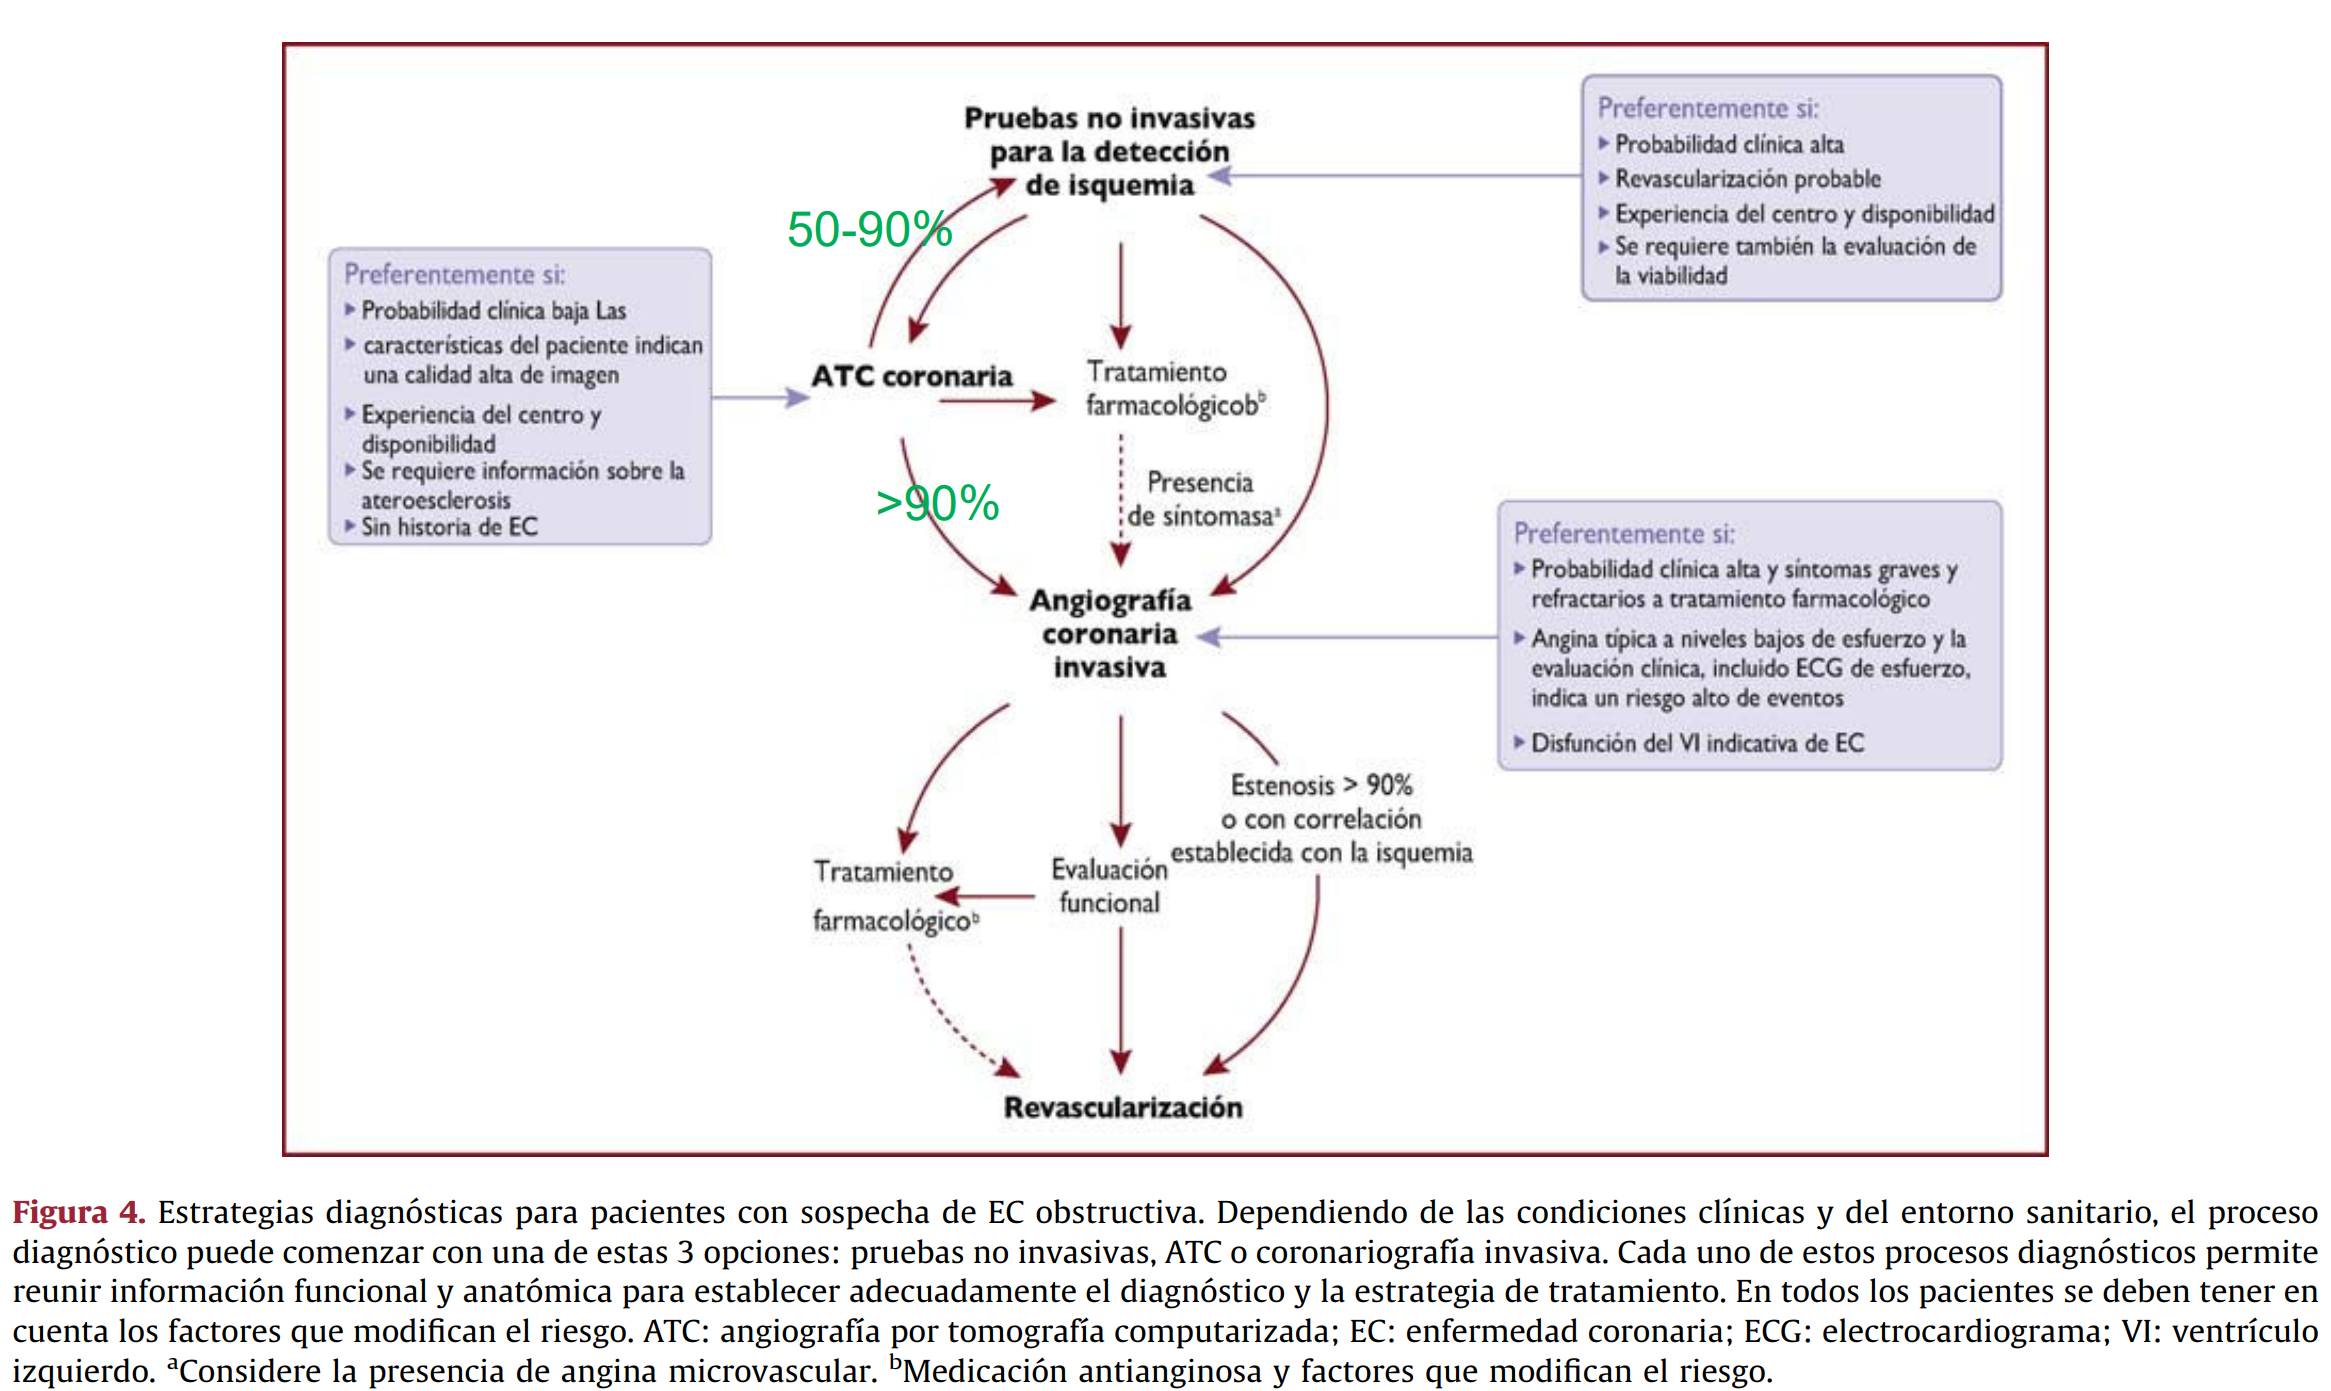 Pruebas no invasivas
para la detección
de isquemia
Preferentemente si:
Probabilidad clínica alta
Revascularización probable
Experiencia del centro y disponibilidad
Se requiere también la evaluación de
la viabilidad
50-90%
Preferentemente si:
Probabilidad clínica baja Las
características del paciente indican
una calidad alta de imagen
Experiencia del centro y
disponibilidad
Se requiere información sobre la
ateroesclerosis
Sin historia de EC
ATC coronaria
Tratamiento
farmacológicobᵇ
>90%
Presencia
de síntomasaᵃ
Angiografía
coronaria
invasiva
Preferentemente si:
Probabilidad clínica alta y síntomas graves y
refractarios a tratamiento farmacológico
Angina típica a niveles bajos de esfuerzo y la
evaluación clínica, incluido ECG de esfuerzo,
indica un riesgo alto de eventos
Disfunción del VI indicativa de EC
Estenosis > 90%
o con correlación
establecida con la isquemia
Tratamiento
farmacológicoᵇ
Evaluación
funcional
Revascularización
Figura 4. Estrategias diagnósticas para pacientes con sospecha de EC obstructiva. Dependiendo de las condiciones clínicas y del entorno sanitario, el proceso
diagnóstico puede comenzar con una de estas 3 opciones: pruebas no invasivas, ATC o coronariografía invasiva. Cada uno de estos procesos diagnósticos permite
reunir información funcional y anatómica para establecer adecuadamente el diagnóstico y la estrategia de tratamiento. En todos los pacientes se deben tener en
cuenta los factores que modifican el riesgo. ATC: angiografía por tomografía computarizada; EC: enfermedad coronaria; ECG: electrocardiograma; VI: ventrículo
izquierdo. ᵃConsidere la presencia de angina microvascular. ᵇMedicación antianginosa y factores que modifican el riesgo.